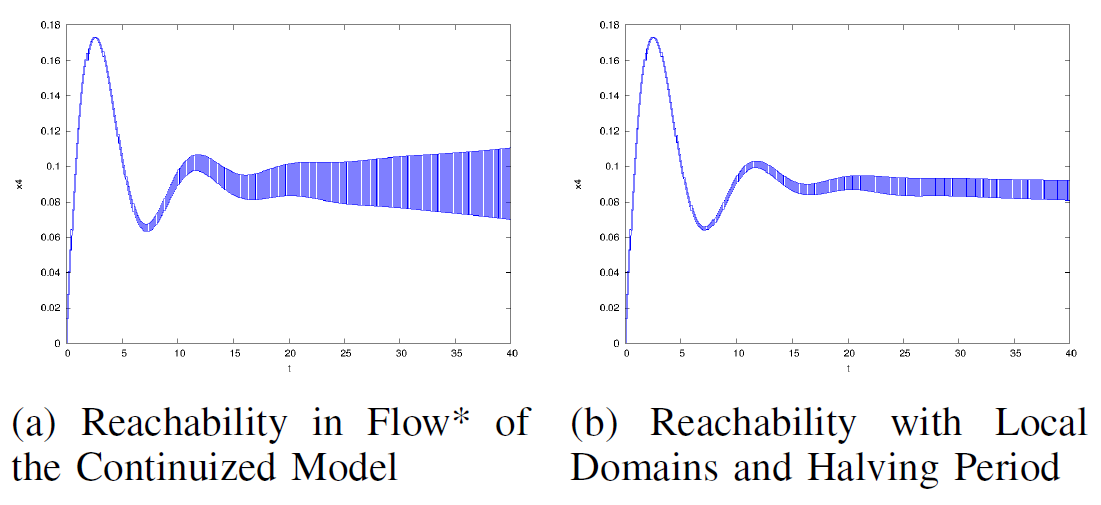 0.18
0.16
0.14
0.12
0.1
0.08
0.06
0.04
0.02
0
x4
0 5 10 15 20 25 30 35 40
t
(a) Reachability in Flow* of
the Continuized Model
0.18
0.16
0.14
0.12
0.1
0.08
0.06
0.04
0.02
0
x4
0 5 10 15 20 25 30 35 40
t
(b) Reachability with Local
Domains and Halving Period